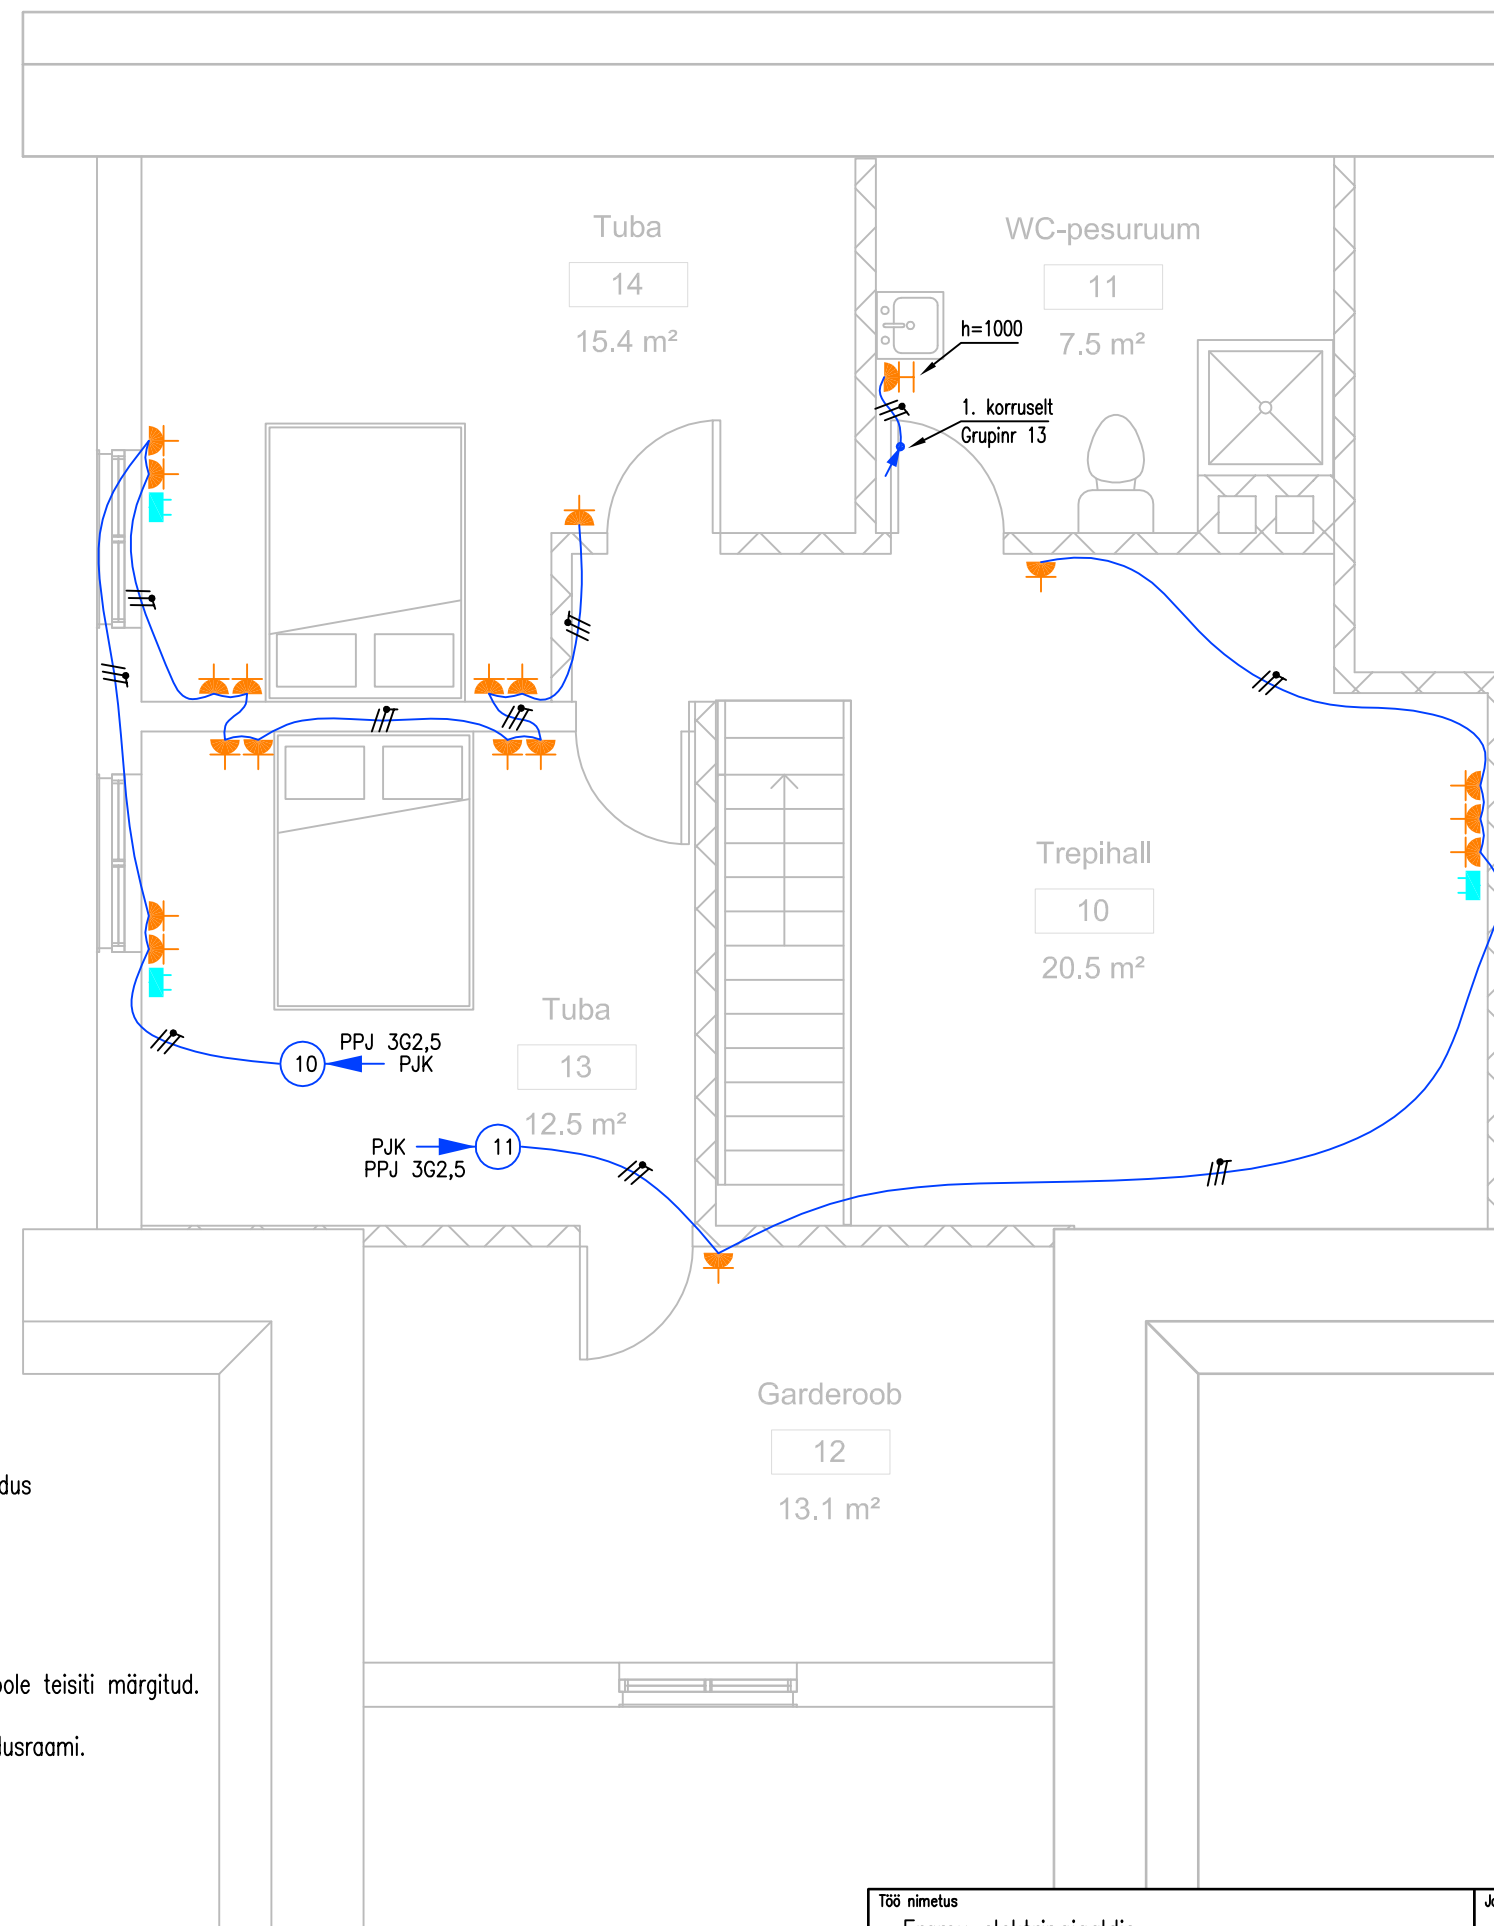 Tuba
14
15.4 m²
WC-pesuruum
11
7.5 m²
h=1000
1. korruselt
Grupinr 13
Trepihall
10
20.5 m²
Tuba
13
12.5 m²
PPJ 3G2,5
10
PJK
PJK
11
PPJ 3G2,5
Garderoob
12
13.1 m²
dus
ole teisiti märgitud.
dusraami.
Töö nimetus